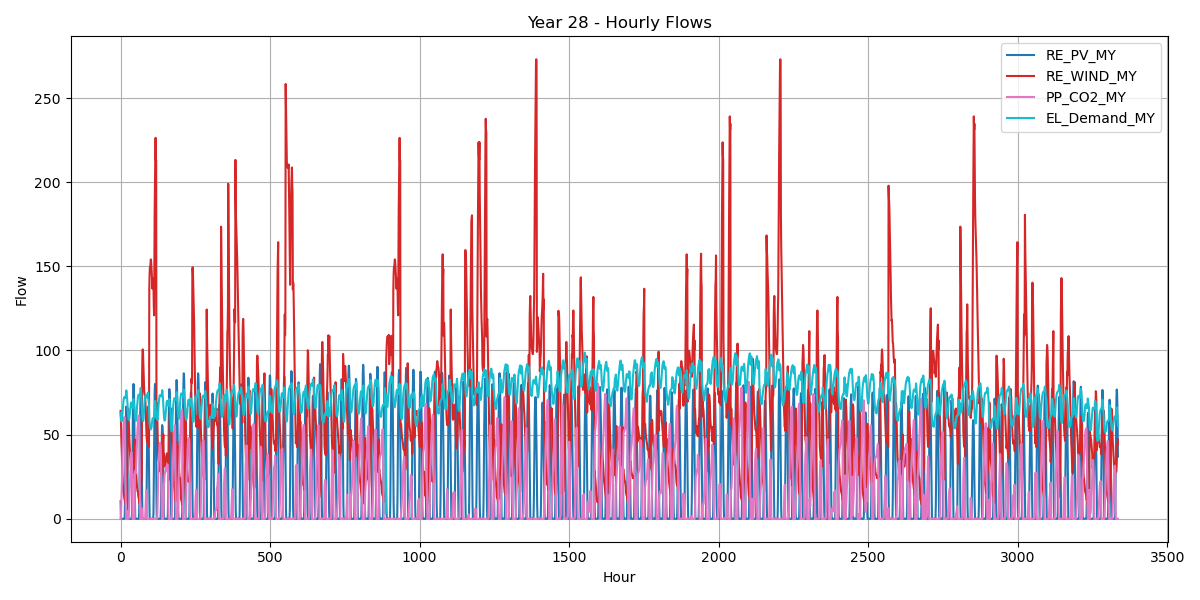 Year 28 - Hourly Flows
RE_PV_MY
RE_WIND_MY
PP_CO2_MY
EL_Demand_MY
Flow
250
200
150
100
50
0
0 500 1000 1500 2000 2500 3000 3500
Hour